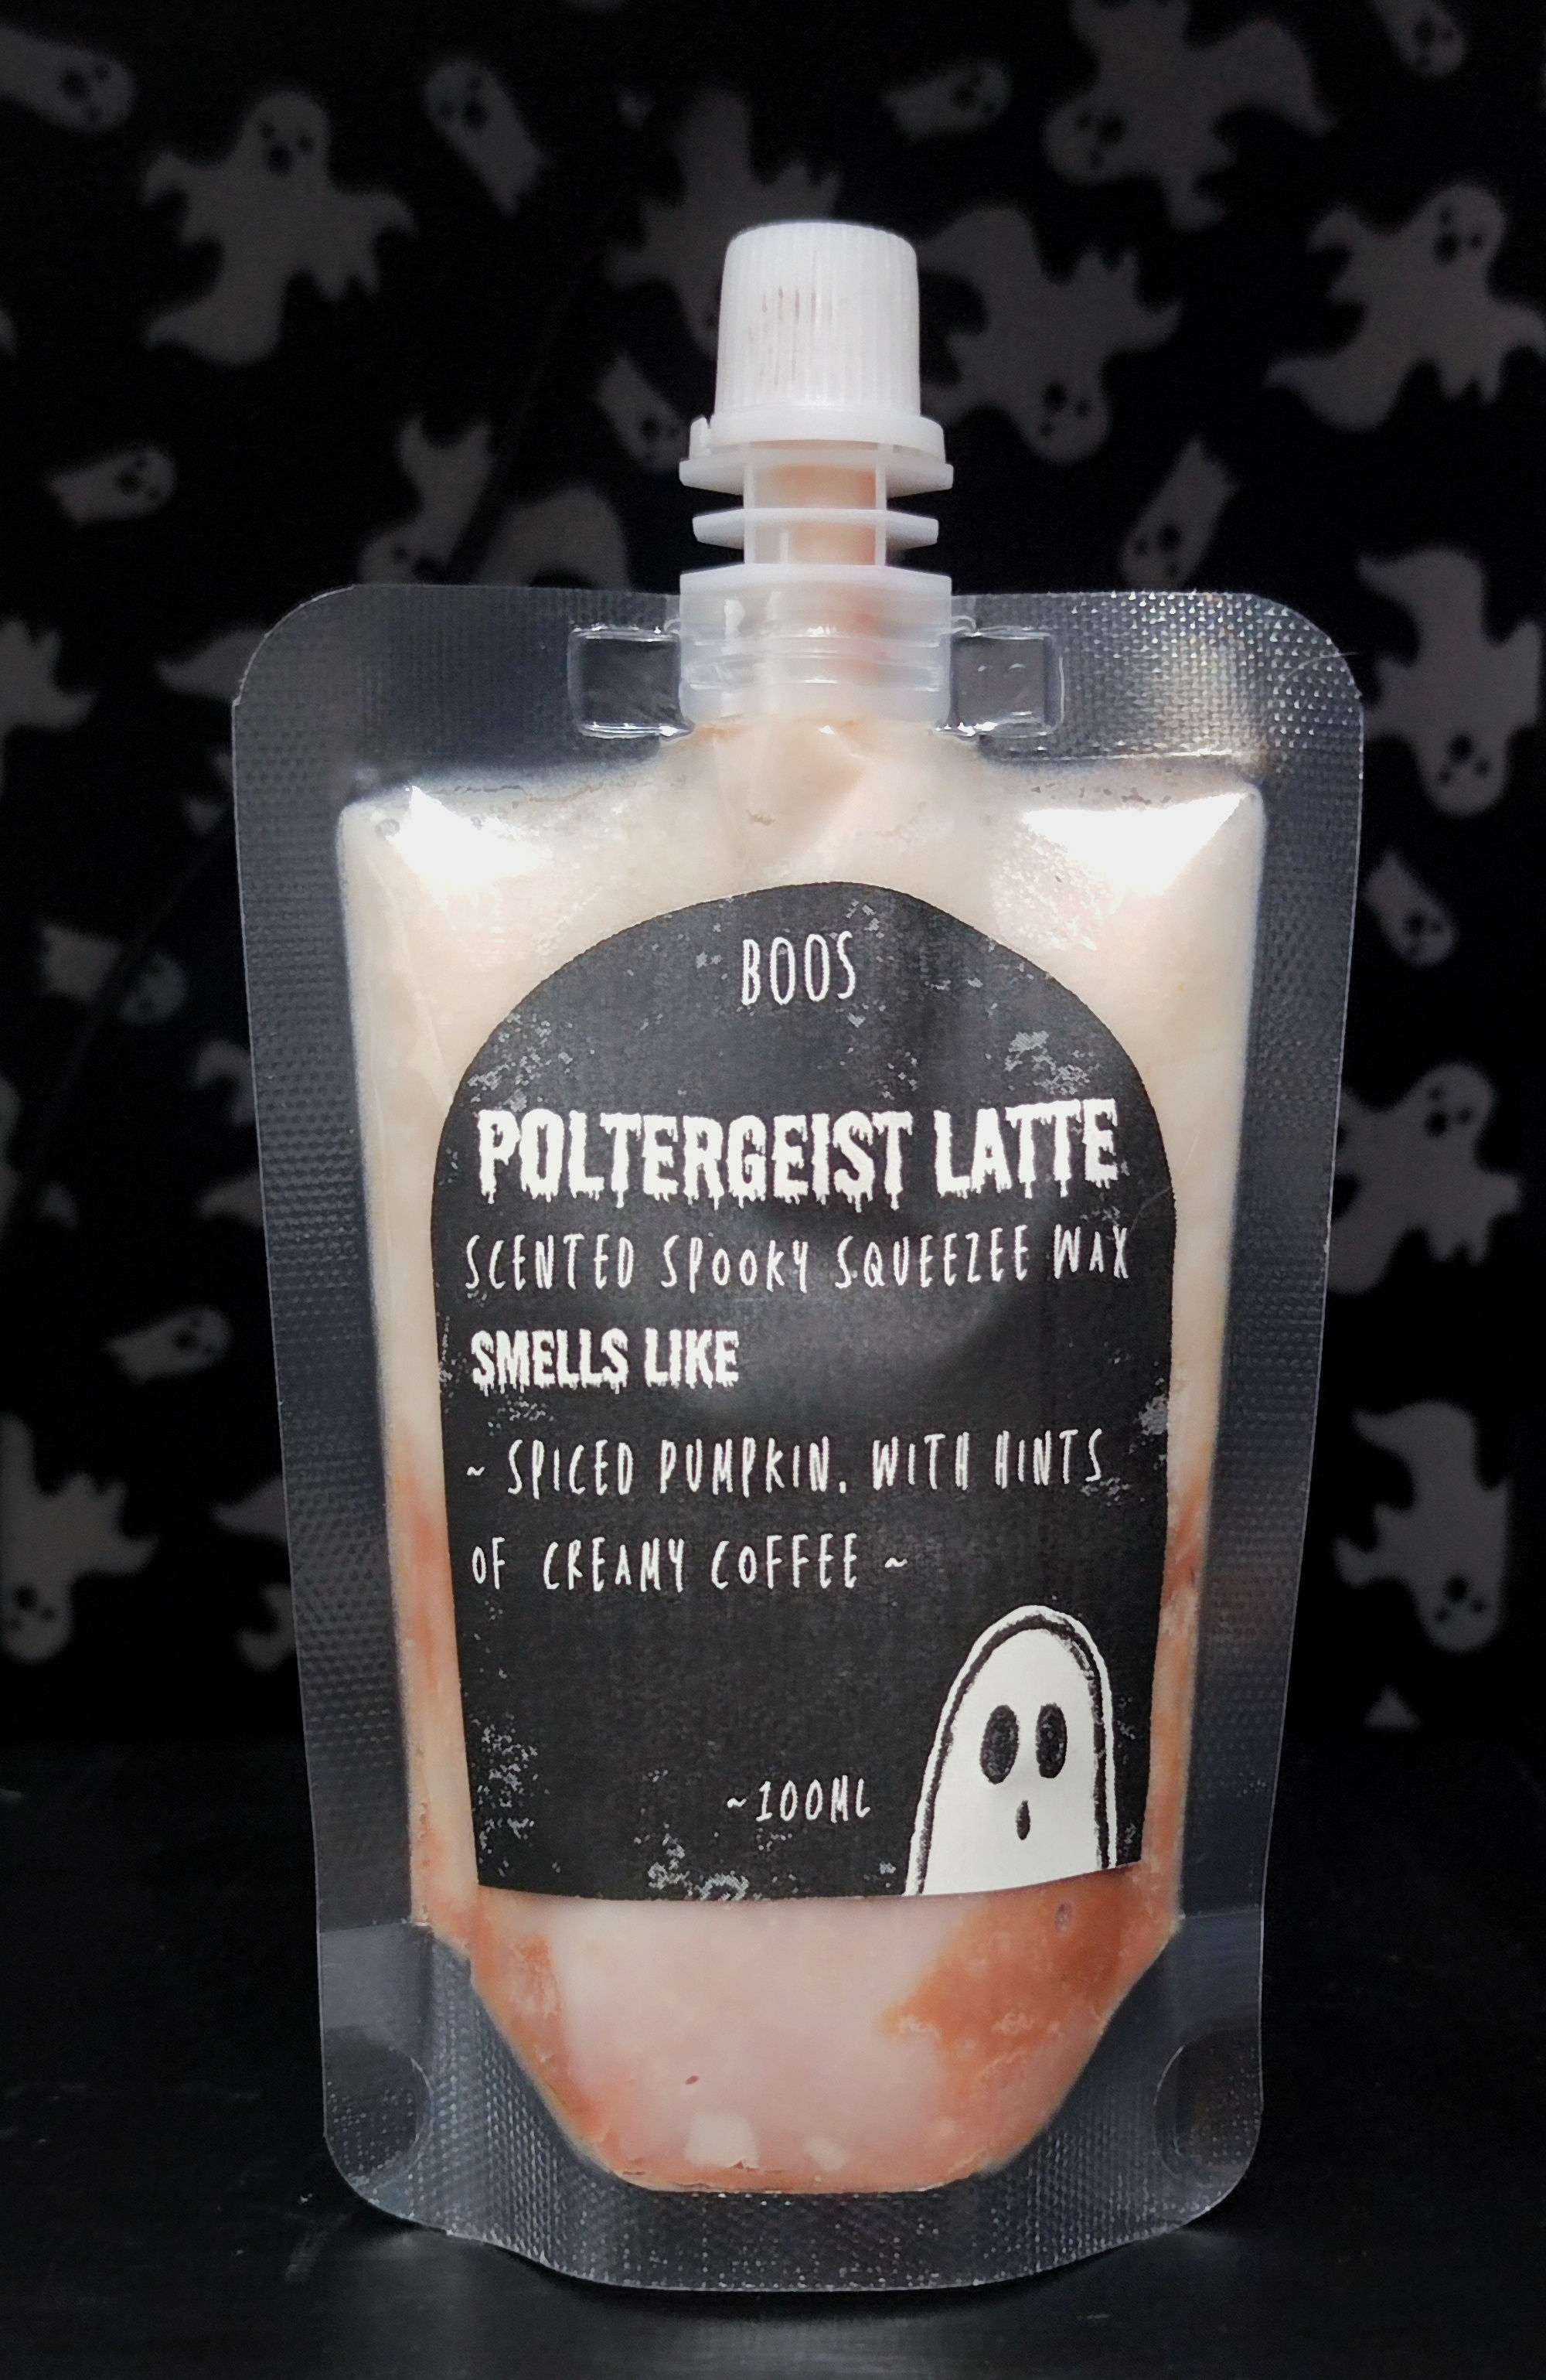 BOOS
POLTERGEIST LATTE
SCENTED SPOOKY SQUEEZEE WAX
SMELLS LIKE
~ SPICED PUMPKIN. WITH HINTS
OF CREAMY COFFEE ~
~100ML